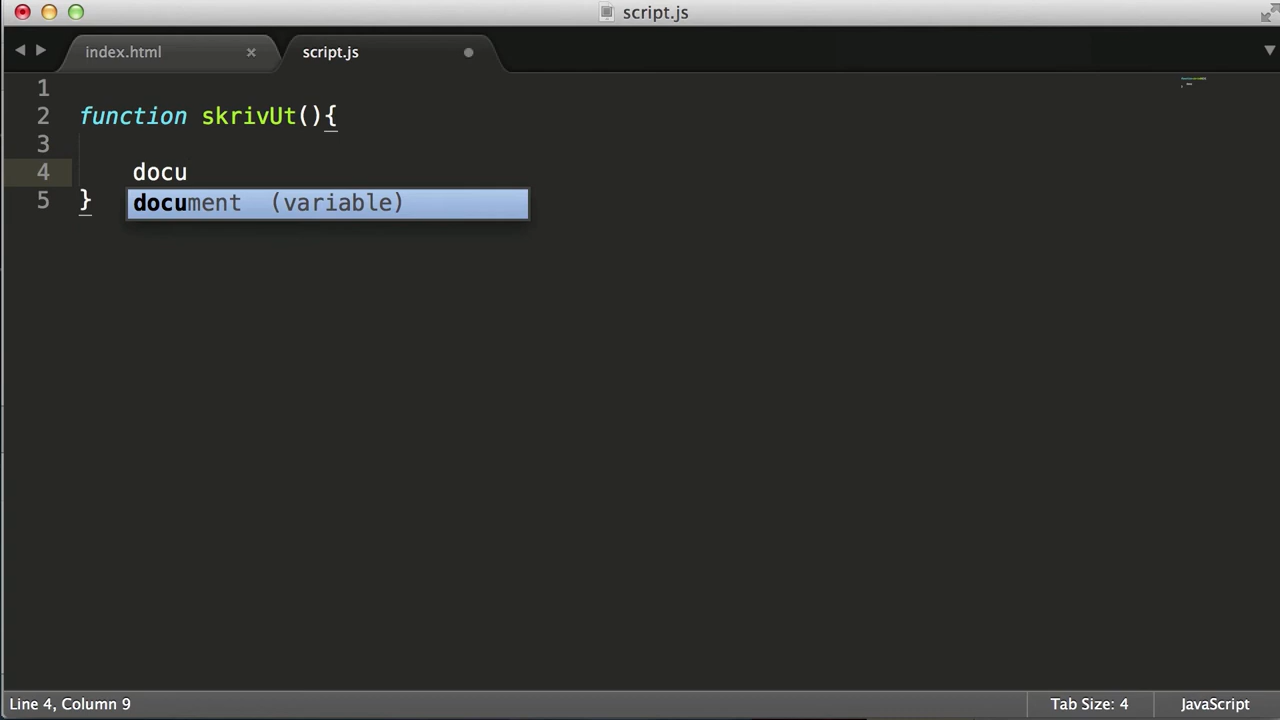 script.js
index.html
script.js
1
2 function skrivUt(){
3
4 docu
document (variable)
5 }
Line 4, Column 9
Tab Size: 4
JavaScript